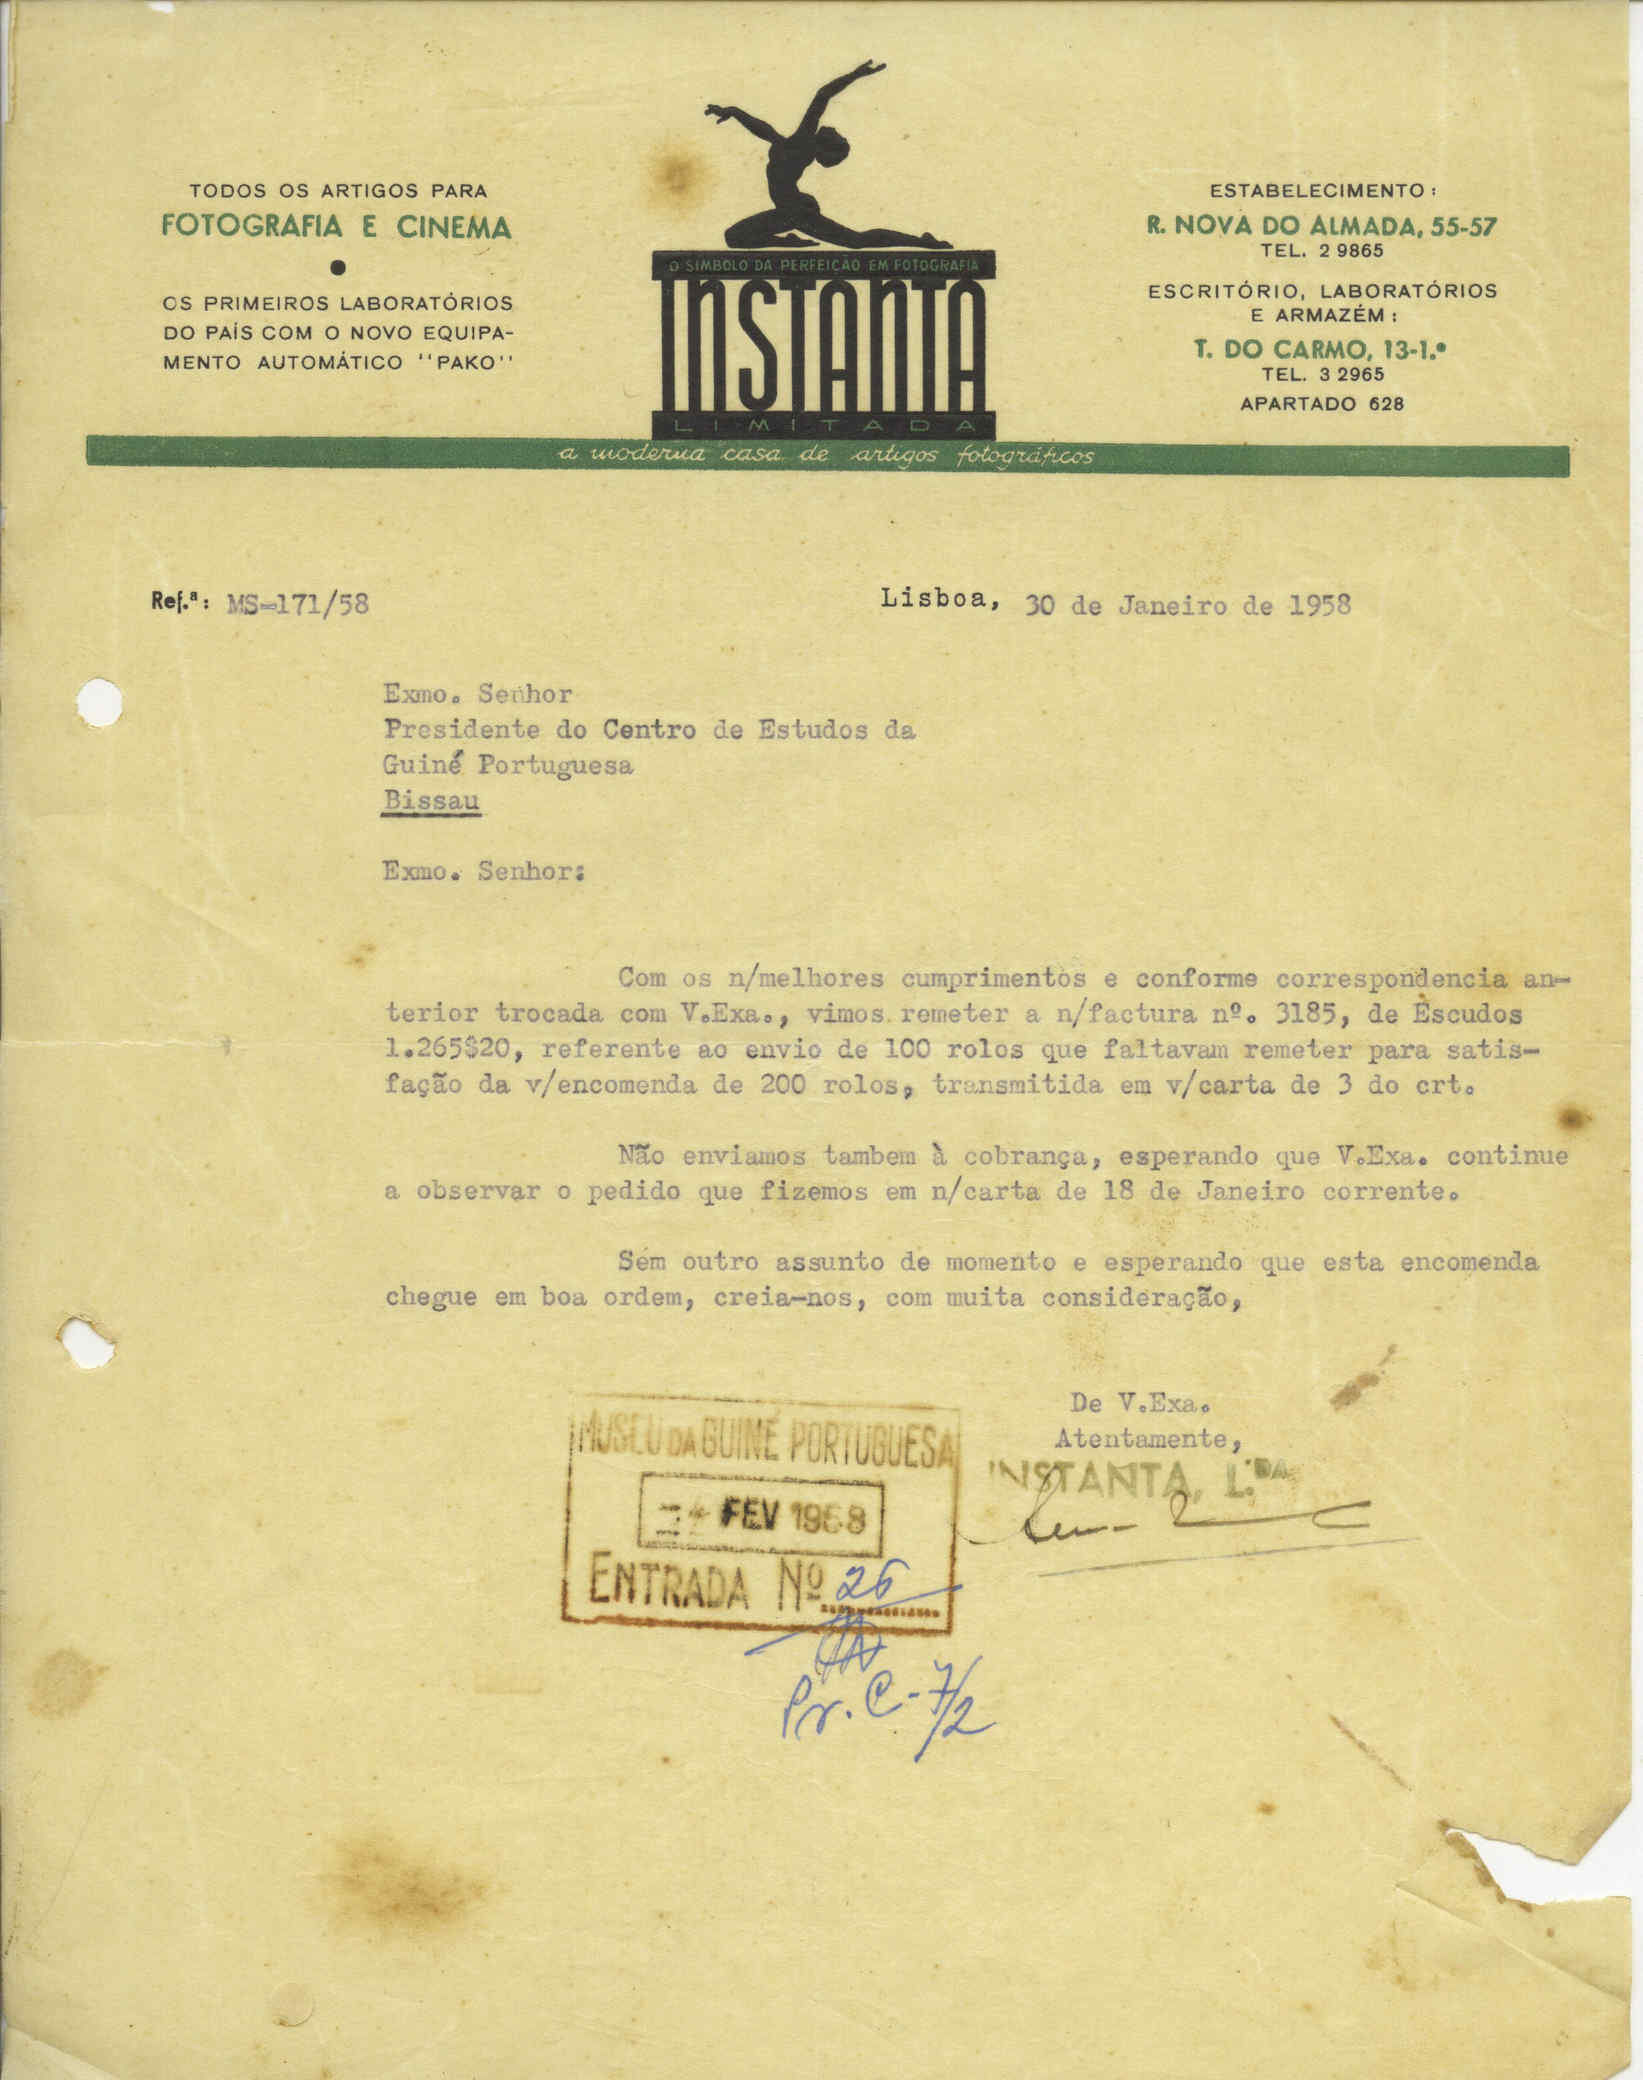 TODOS OS ARTIGOS PARA
FOTOGRAFIA E CINEMA
OS PRIMEIROS LABORATÓRIOS
DO PAÍS COM O NOVO EQUIPA-
MENTO AUTOMÁTICO "PAKO"
O SÍMBOLO DA PERFEIÇÃO EM FOTOGRAFIA
INSTANTA
LIMITADA
a moderna casa de artigos fotográficos
ESTABELECIMENTO:
R. NOVA DO ALMADA, 55-57
TEL. 2 9865
ESCRITÓRIO, LABORATÓRIOS
E ARMAZÉM:
T. DO CARMO, 13-1.º
TEL. 3 2965
APARTADO 628
Ref.ª: MS-171/58
Lisboa, 30 de Janeiro de 1958
Exmo. Senhor
Presidente do Centro de Estudos da
Guiné Portuguesa
Bissau
Exmo. Senhor:
Com os n/melhores cumprimentos e conforme correspondencia an-
terior trocada com V.Exa., vimos remeter a n/factura nº. 3185, de Escudos
1.265$20, referente ao envio de 100 rolos que faltavam remeter para satis-
fação da v/encomenda de 200 rolos, transmitida em v/carta de 3 do crt.
Não enviamos tambem à cobrança, esperando que V.Exa. continue
a observar o pedido que fizemos em n/carta de 18 de Janeiro corrente.
Sem outro assunto de momento e esperando que esta encomenda
chegue em boa ordem, creia-nos, com muita consideração,
De V.Exa.
Atentamente,
INSTANTA, L.DA
MUSEU DA GUINÉ PORTUGUESA
FEV 1958
ENTRADA Nº 26
Pr. C-7/2